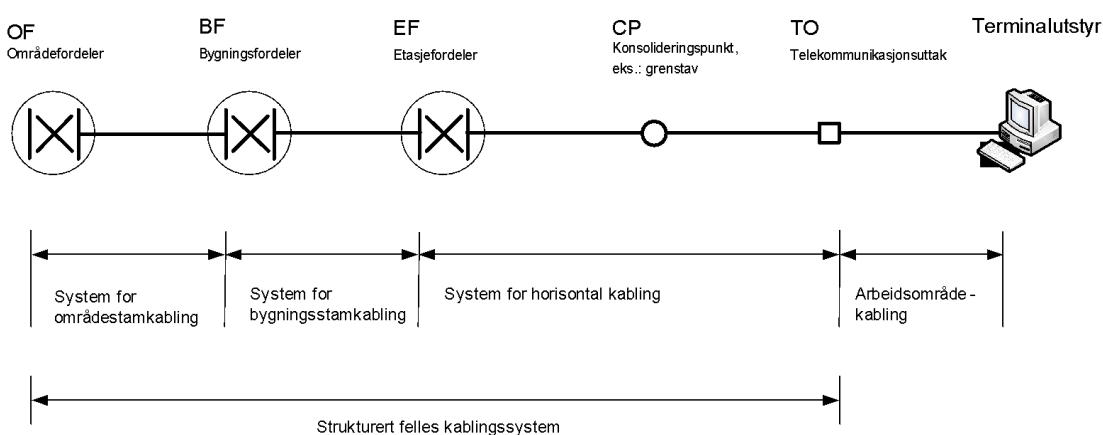 OF
Områdefordeler
BF
Bygningsfordeler
EF
Etasjefordeler
CP
Konsolideringspunkt,
eks.: grenstav
TO
Telekommunikasjonsuttak
Terminalutstyr
System for
områdestamkabling
System for
bygningsstamkabling
System for horisontal kabling
Arbeidsområde-
kabling
Strukturert felles kablingssystem